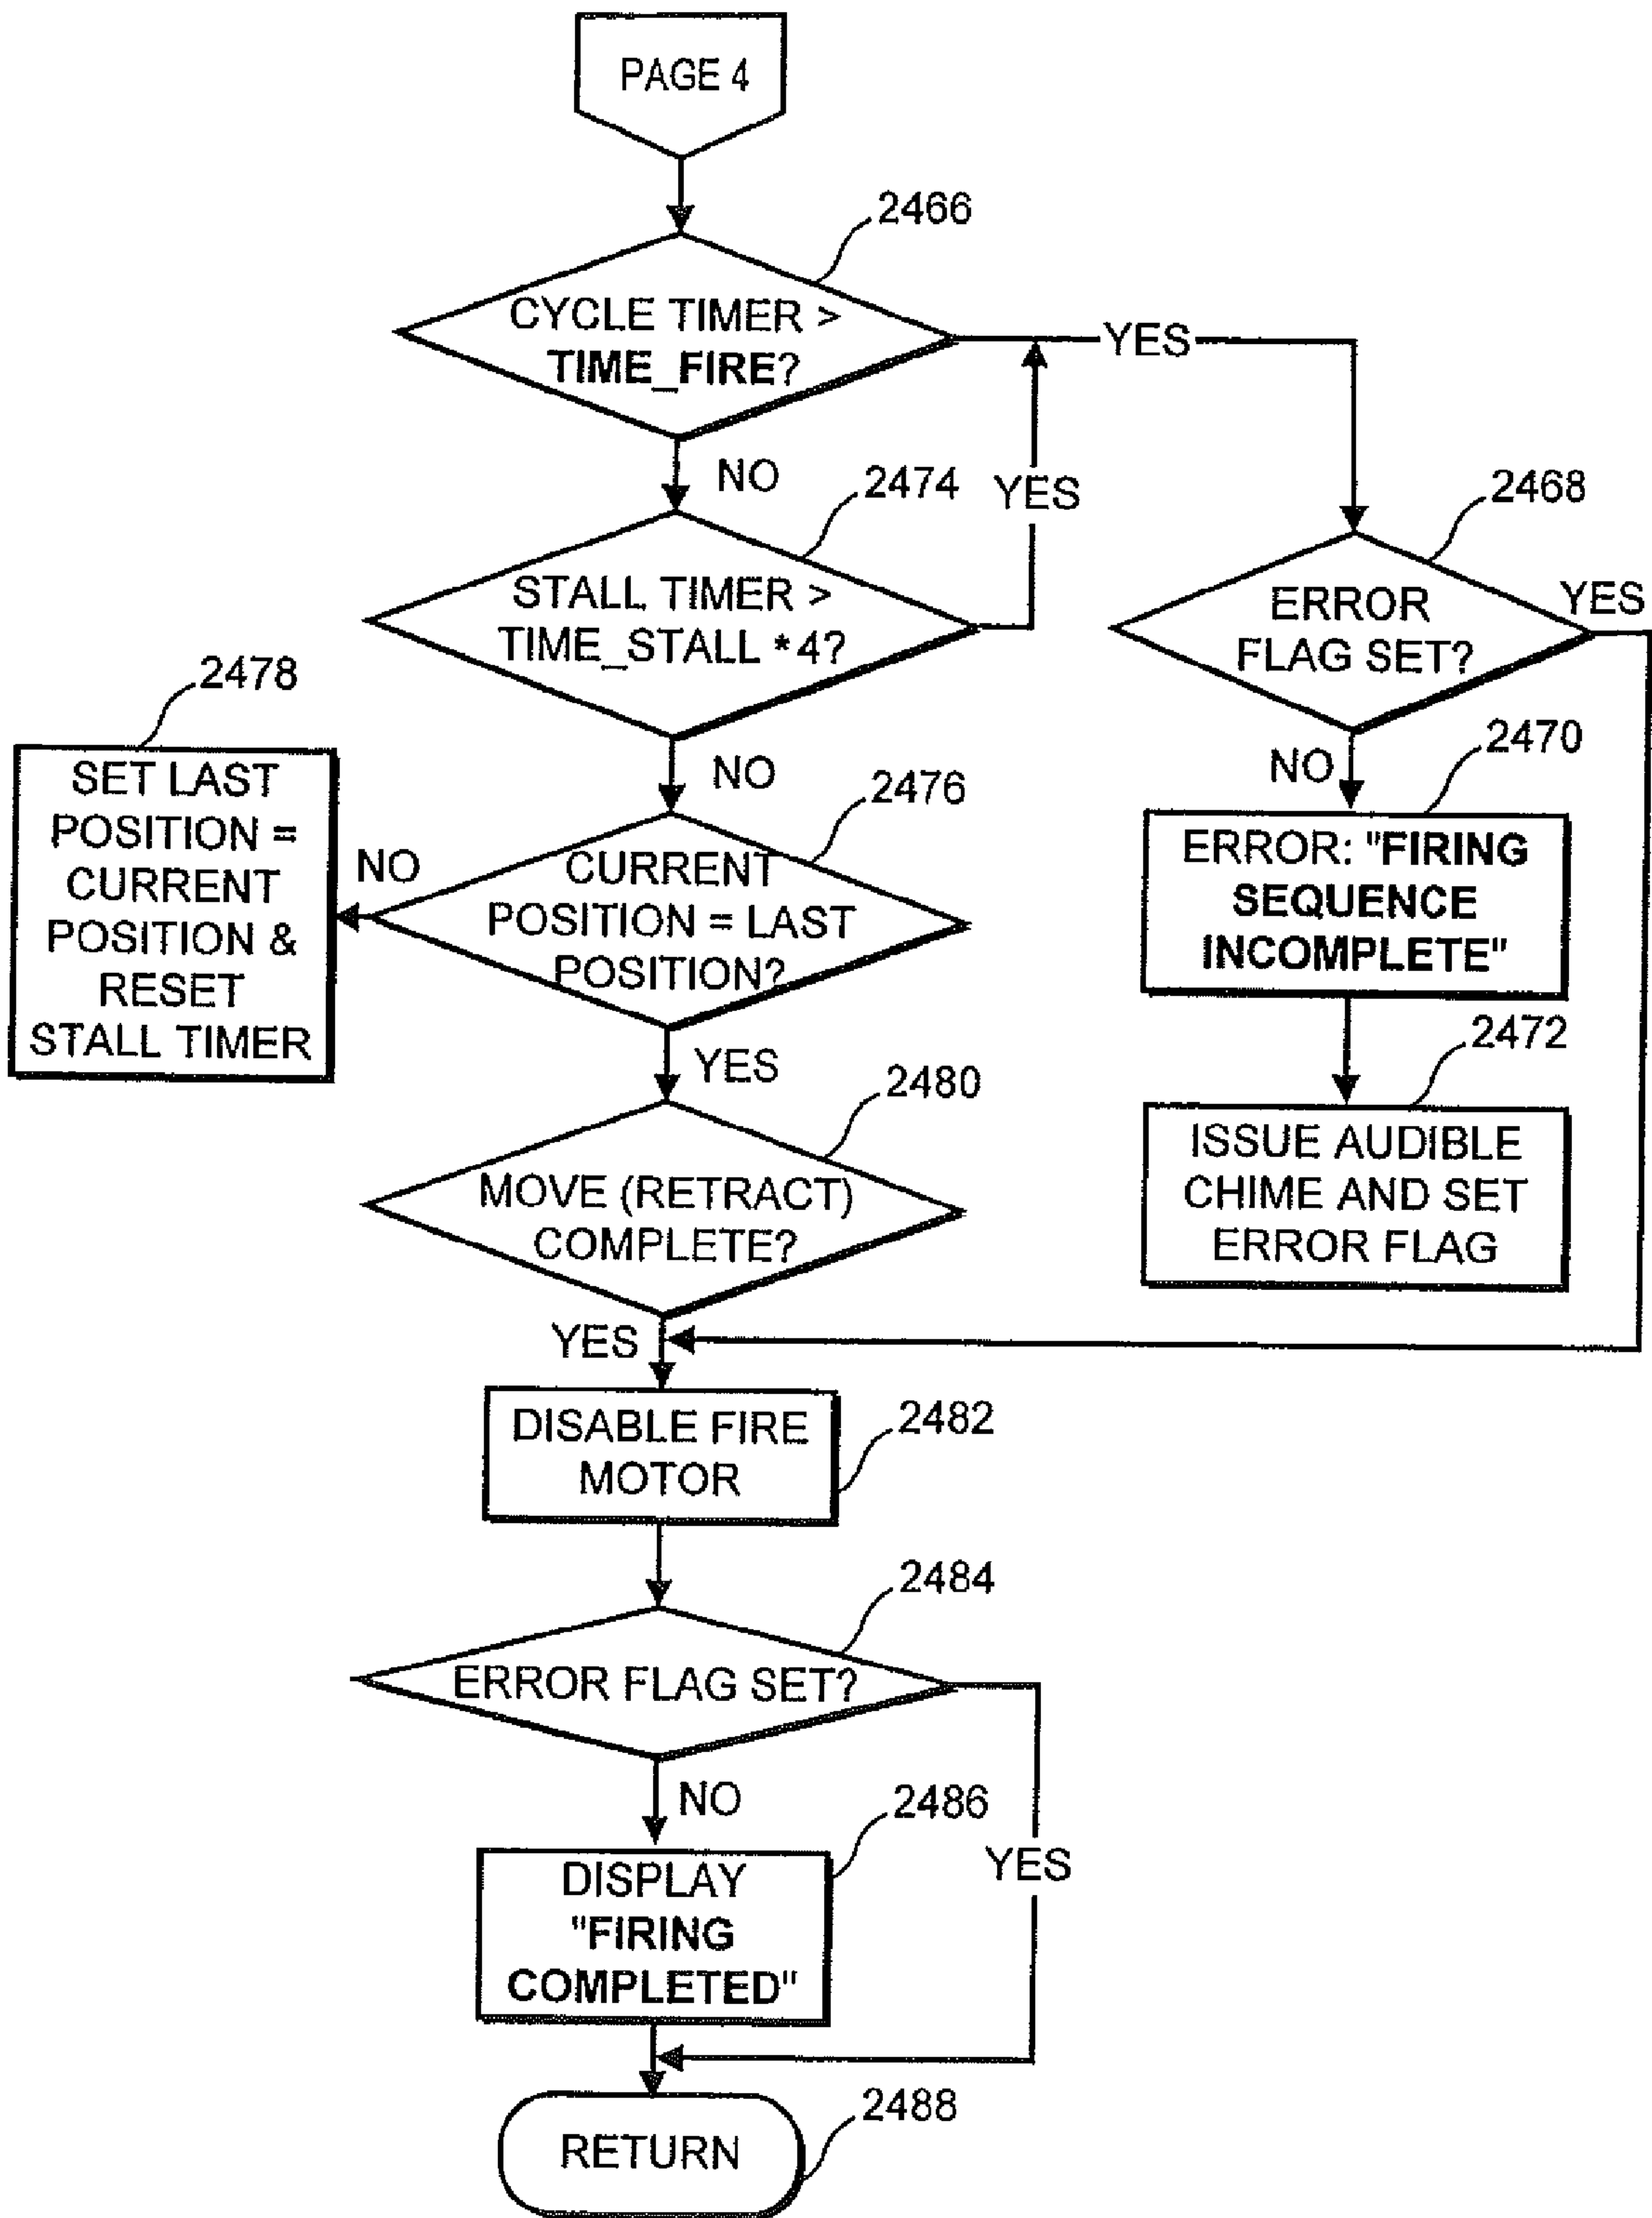 PAGE 4
2466
CYCLE TIMER >
TIME_FIRE?
YES
NO
2474
YES
STALL TIMER >
TIME_STALL *4?
2468
ERROR
FLAG SET?
YES
NO
2470
ERROR: "FIRING
SEQUENCE
INCOMPLETE"
2472
ISSUE AUDIBLE
CHIME AND SET
ERROR FLAG
NO
2476
CURRENT
POSITION = LAST
POSITION?
NO
2478
SET LAST
POSITION =
CURRENT
POSITION &
RESET
STALL TIMER
YES
2480
MOVE (RETRACT)
COMPLETE?
YES
DISABLE FIRE
MOTOR
2482
2484
ERROR FLAG SET?
NO
YES
2486
DISPLAY
"FIRING
COMPLETED"
2488
RETURN